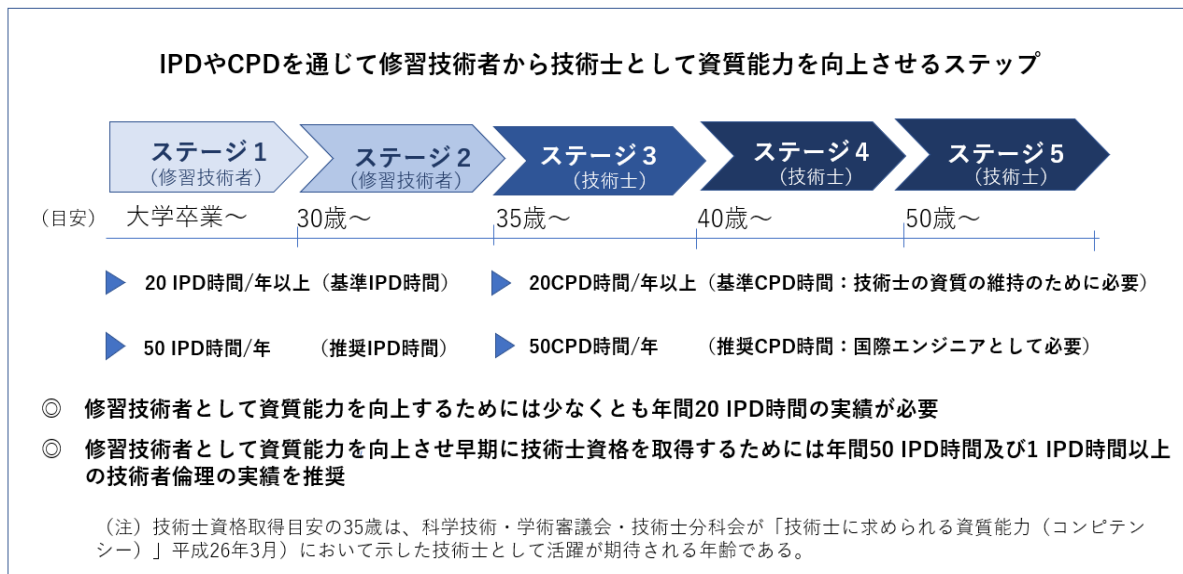 IPDやCPDを通じて修習技術者から技術士として資質能力を向上させるステップ
ステージ1 ステージ2 ステージ3 ステージ4 ステージ5
(修習技術者) (修習技術者) (技術士) (技術士) (技術士)
(目安) 大学卒業~ 30歳~ 35歳~ 40歳~ 50歳~
20 IPD時間/年以上(基準IPD時間) 20CPD時間/年以上(基準CPD時間:技術士の資質の維持のために必要)
50 IPD時間/年 (推奨IPD時間) 50CPD時間/年 (推奨CPD時間:国際エンジニアとして必要)
◎ 修習技術者として資質能力を向上するためには少なくとも年間20 IPD時間の実績が必要
◎ 修習技術者として資質能力を向上させ早期に技術士資格を取得するためには年間50 IPD時間及び1 IPD時間以上
の技術者倫理の実績を推奨
(注)技術士資格取得目安の35歳は、科学技術・学術審議会・技術士分科会が「技術士に求められる資質能力(コンピテン
シー)」平成26年3月)において示した技術士として活躍が期待される年齢である。